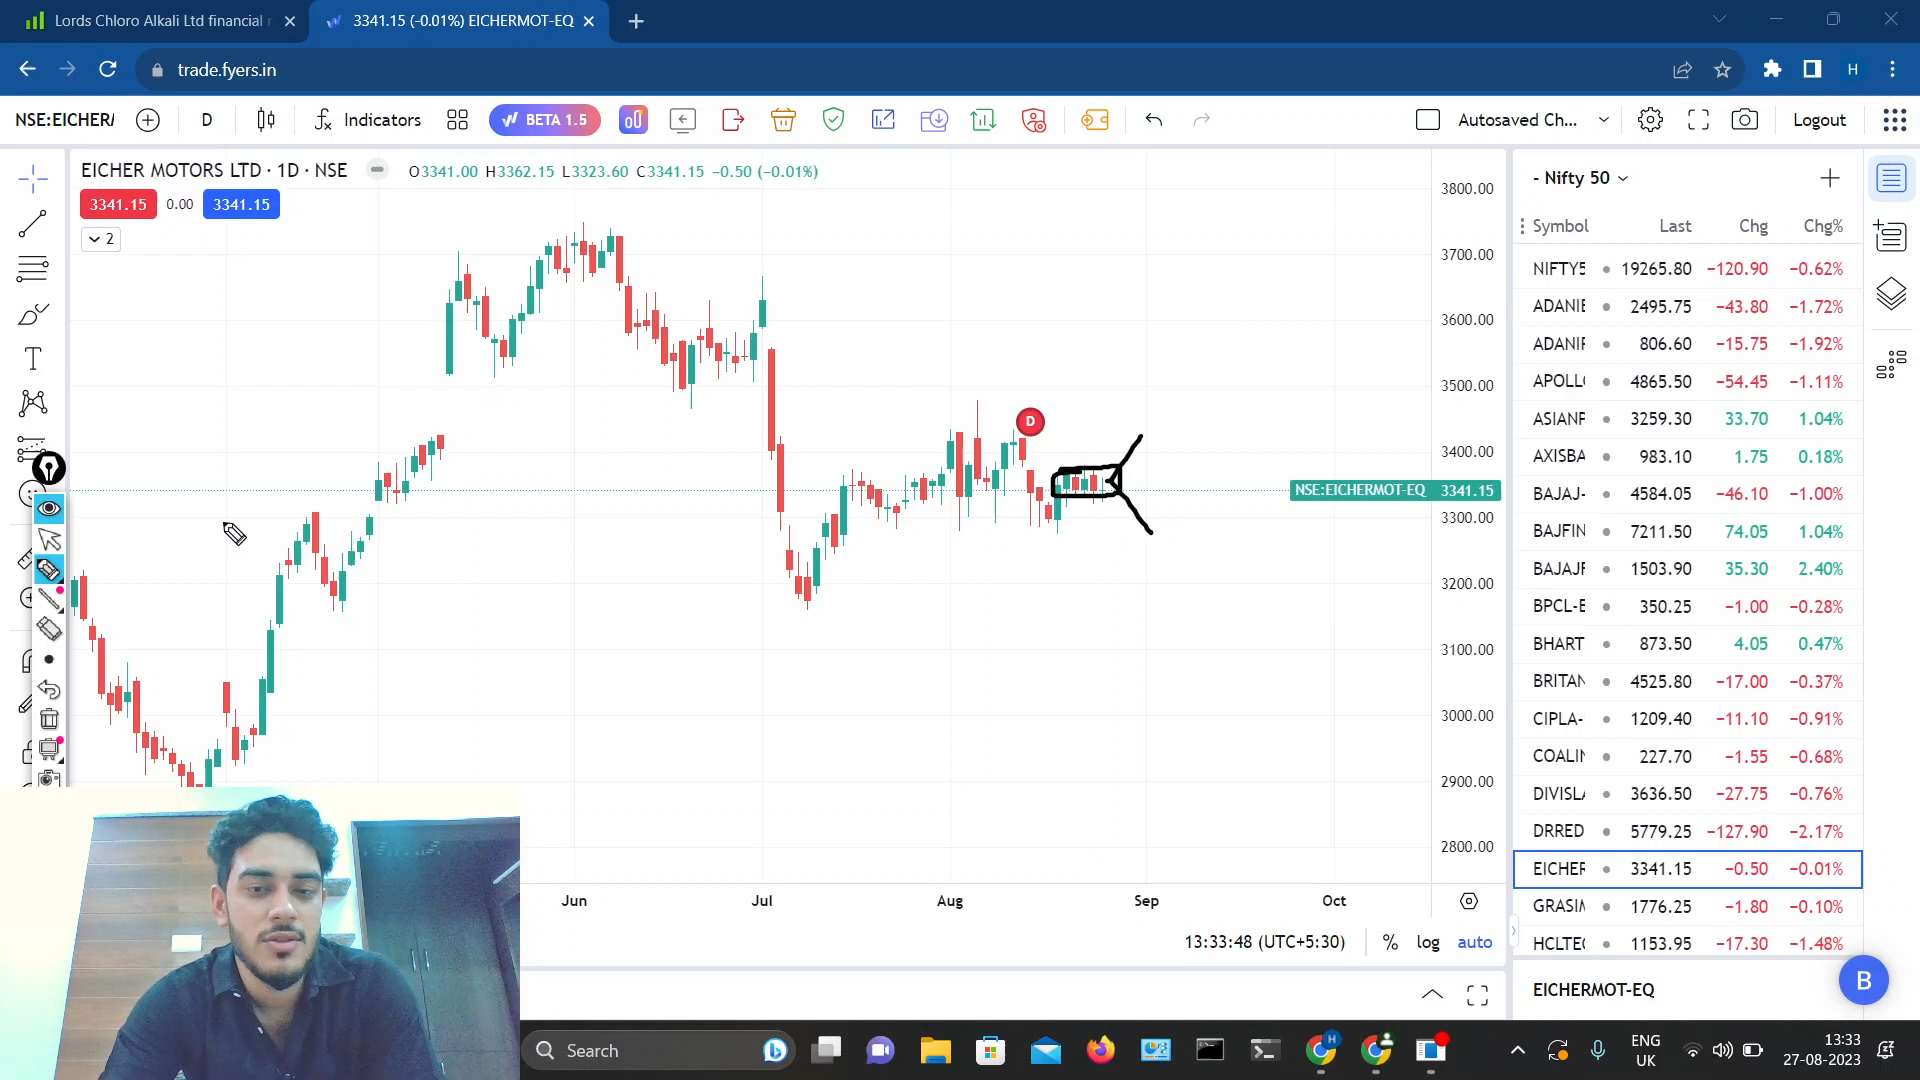 Lords Chloro Alkali Ltd financial r
3341.15 (-0.01%) EICHERMOT-EQ
trade.fyers.in
H
NSE:EICHER/
D
Indicators
BETA 1.5
Autosaved Ch...
Logout
EICHER MOTORS LTD · 1D · NSE
O3341.00 H3362.15 L3323.60 C3341.15 −0.50 (−0.01%)
3341.15 0.00 3341.15
2
D
3800.00
3700.00
3600.00
3500.00
3400.00
NSE:EICHERMOT-EQ 3341.15
3300.00
3200.00
3100.00
3000.00
2900.00
2800.00
Jun Jul Aug Sep Oct
13:33:48 (UTC+5:30) % log auto
- Nifty 50
Symbol Last Chg Chg%
NIFTY5 19265.80 −120.90 −0.62%
ADANIE 2495.75 −43.80 −1.72%
ADANIF 806.60 −15.75 −1.92%
APOLL( 4865.50 −54.45 −1.11%
ASIANF 3259.30 33.70 1.04%
AXISBA 983.10 1.75 0.18%
BAJAJ- 4584.05 −46.10 −1.00%
BAJFIN 7211.50 74.05 1.04%
BAJAJF 1503.90 35.30 2.40%
BPCL-E 350.25 −1.00 −0.28%
BHART 873.50 4.05 0.47%
BRITAN 4525.80 −17.00 −0.37%
CIPLA- 1209.40 −11.10 −0.91%
COALIN 227.70 −1.55 −0.68%
DIVISL 3636.50 −27.75 −0.76%
DRRED 5779.25 −127.90 −2.17%
EICHER 3341.15 −0.50 −0.01%
GRASIM 1776.25 −1.80 −0.10%
HCLTEC 1153.95 −17.30 −1.48%
EICHERMOT-EQ
B
Search
ENG
UK
13:33
27-08-2023